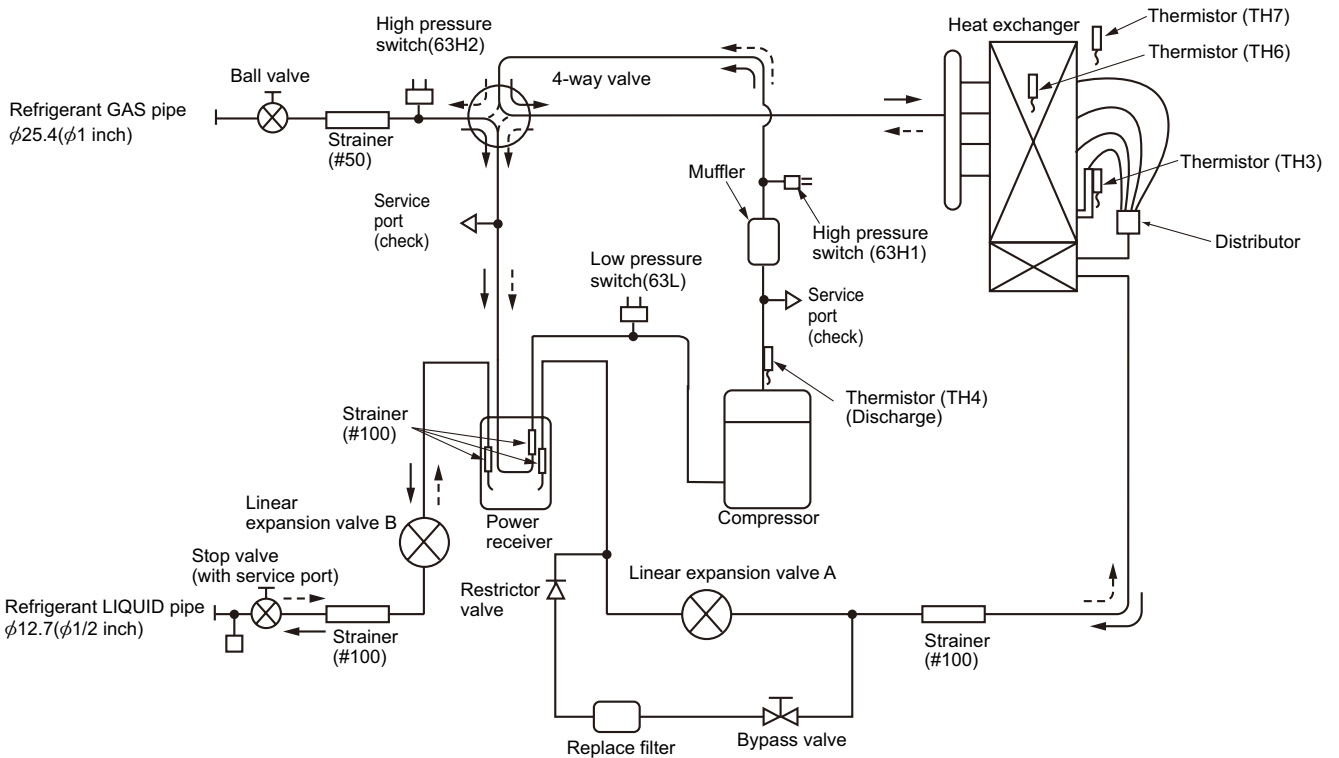 High pressure
switch(63H2)
Heat exchanger
Thermistor (TH7)
Thermistor (TH6)
Ball valve
4-way valve
Refrigerant GAS pipe
ϕ25.4(ϕ1 inch)
Strainer
(#50)
Thermistor (TH3)
Muffler
Service
port
(check)
High pressure
switch (63H1)
Distributor
Low pressure
switch(63L)
Service
port
(check)
Thermistor (TH4)
(Discharge)
Strainer
(#100)
Linear
expansion valve B
Power
receiver
Compressor
Stop valve
(with service port)
Linear expansion valve A
Restrictor
valve
Refrigerant LIQUID pipe
ϕ12.7(ϕ1/2 inch)
Strainer
(#100)
Strainer
(#100)
Replace filter
Bypass valve